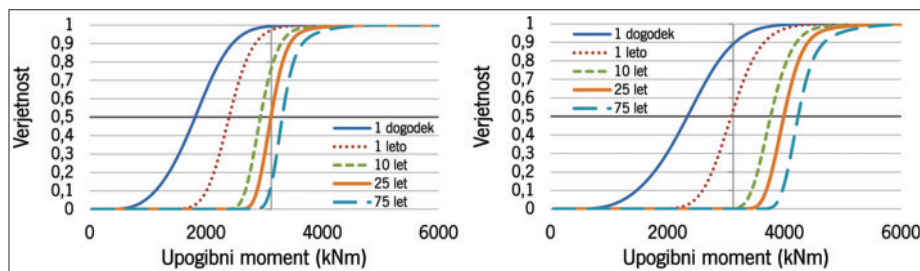 Verjetnost
1
0,9
0,8
0,7
0,6
0,5
0,4
0,3
0,2
0,1
0
1 dogodek
1 leto
10 let
25 let
75 let
0 2000 4000 6000
Upogibni moment (kNm)
Verjetnost
1
0,9
0,8
0,7
0,6
0,5
0,4
0,3
0,2
0,1
0
1 dogodek
1 leto
10 let
25 let
75 let
0 2000 4000 6000
Upogibni moment (kNm)